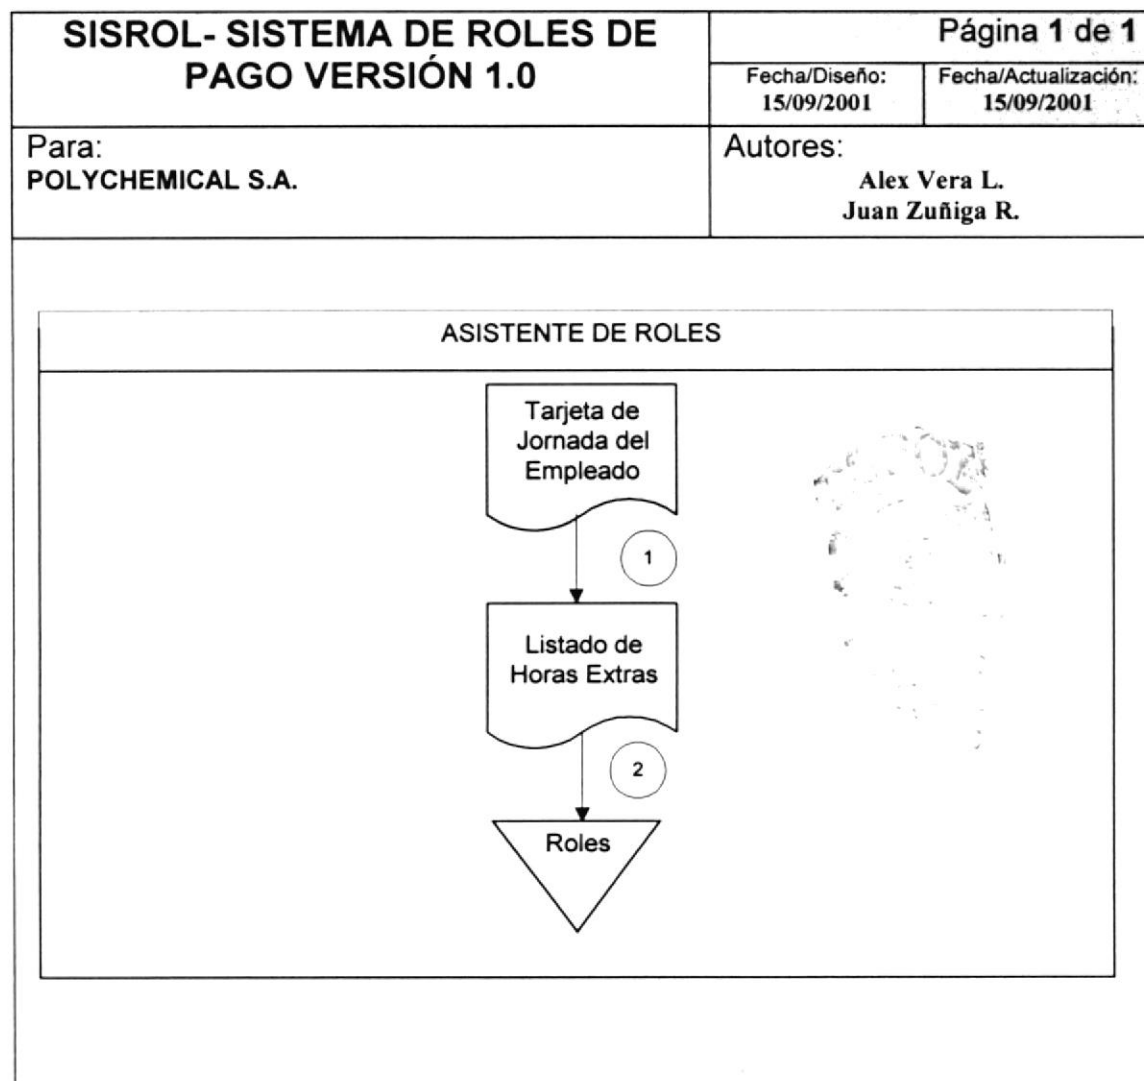 SISROL- SISTEMA DE ROLES DE
PAGO VERSIÓN 1.0
Página 1 de 1
Fecha/Diseño:
15/09/2001
Fecha/Actualización:
15/09/2001
Para:
POLYCHEMICAL S.A.
Autores:
Alex Vera L.
Juan Zuñiga R.
ASISTENTE DE ROLES
Tarjeta de
Jornada del
Empleado
1
Listado de
Horas Extras
2
Roles